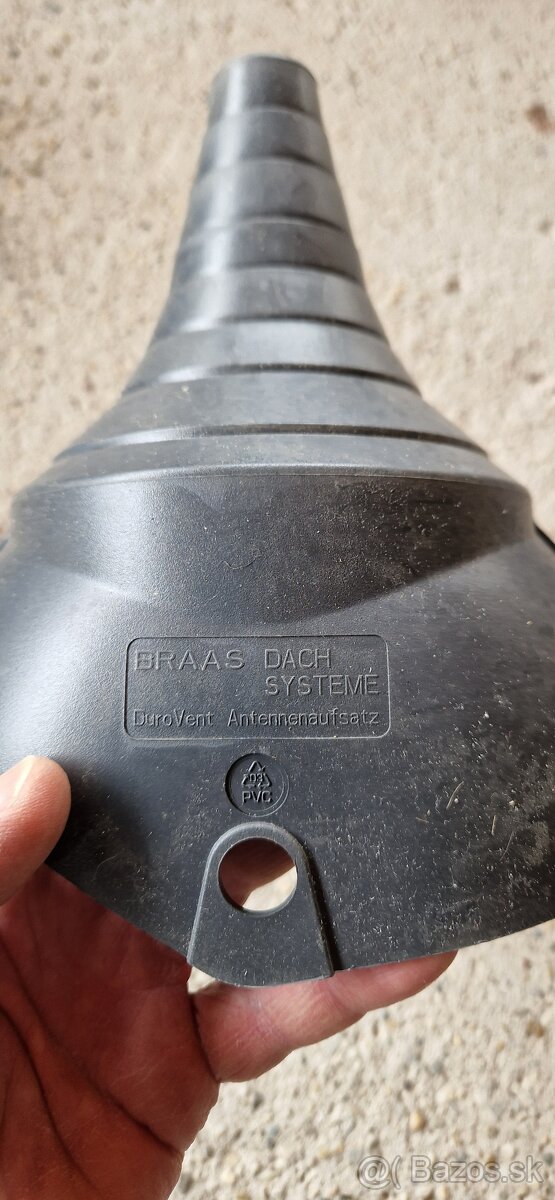 BRAAS DACH
SYSTEME
DuroVent Antennenaufsatz
03
PVC
@( Bazos.sk